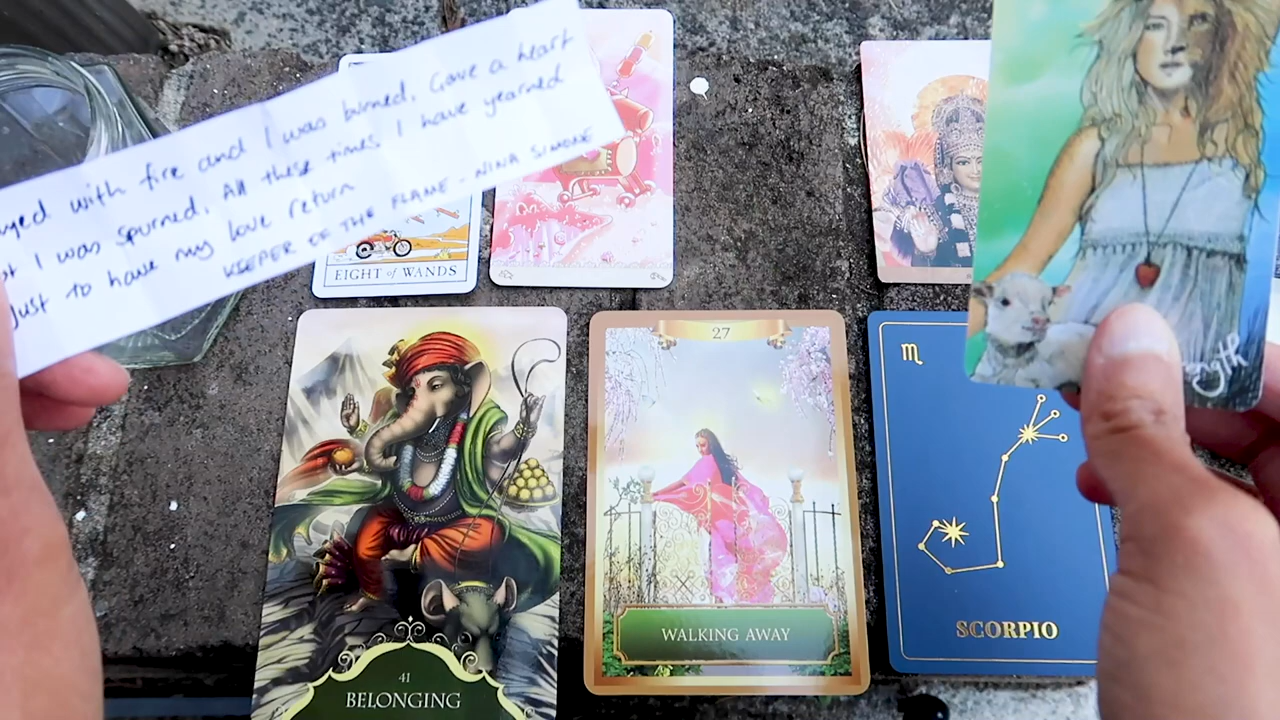 yed with fire and I was burned. Gave a heart
I was spurned. All these times I have yearned
just to have my love return
KEEPER OF THE FLAME - NINA SIMONE
EIGHT of WANDS
27
♏
41
BELONGING
WALKING AWAY
SCORPIO